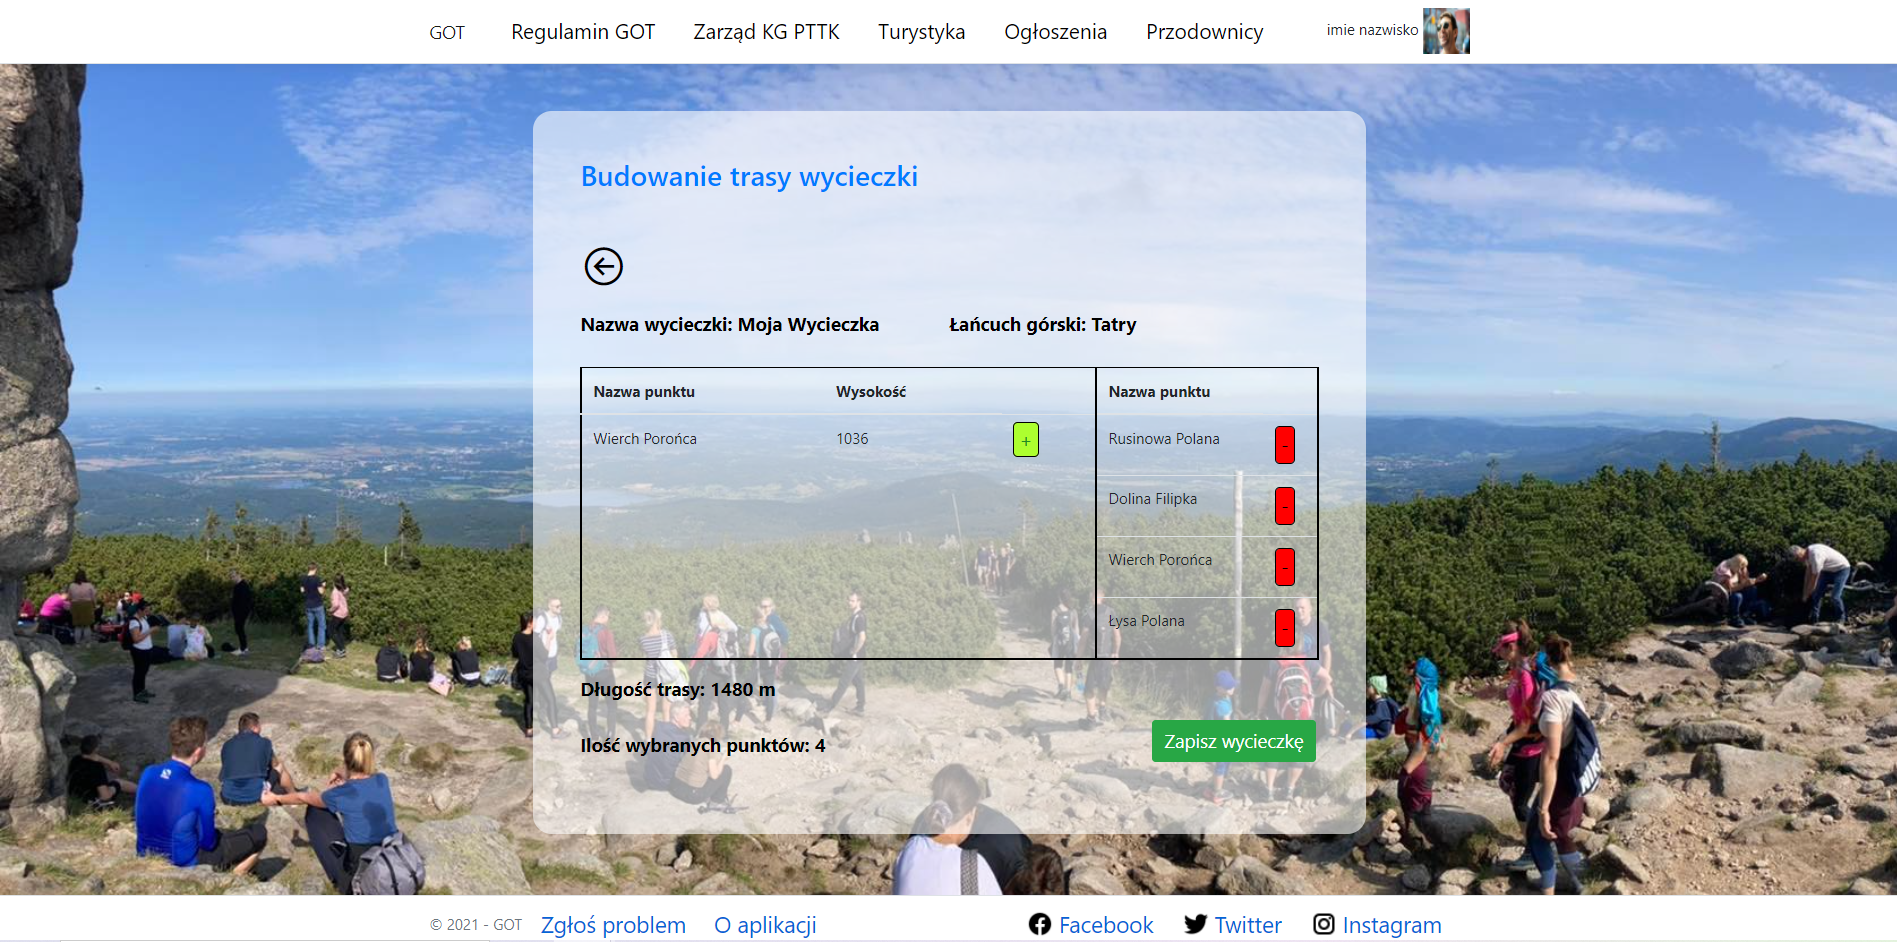 GOT Regulamin GOT Zarząd KG PTTK Turystyka Ogłoszenia Przodownicy imie nazwisko
Budowanie trasy wycieczki
Nazwa wycieczki: Moja Wycieczka Łańcuch górski: Tatry
Nazwa punktu Wysokość Nazwa punktu
Wierch Porońca 1036 + Rusinowa Polana -
Dolina Filipka -
Wierch Porońca -
Łysa Polana -
Długość trasy: 1480 m
Ilość wybranych punktów: 4
Zapisz wycieczkę
© 2021 - GOT Zgłoś problem O aplikacji Facebook Twitter Instagram